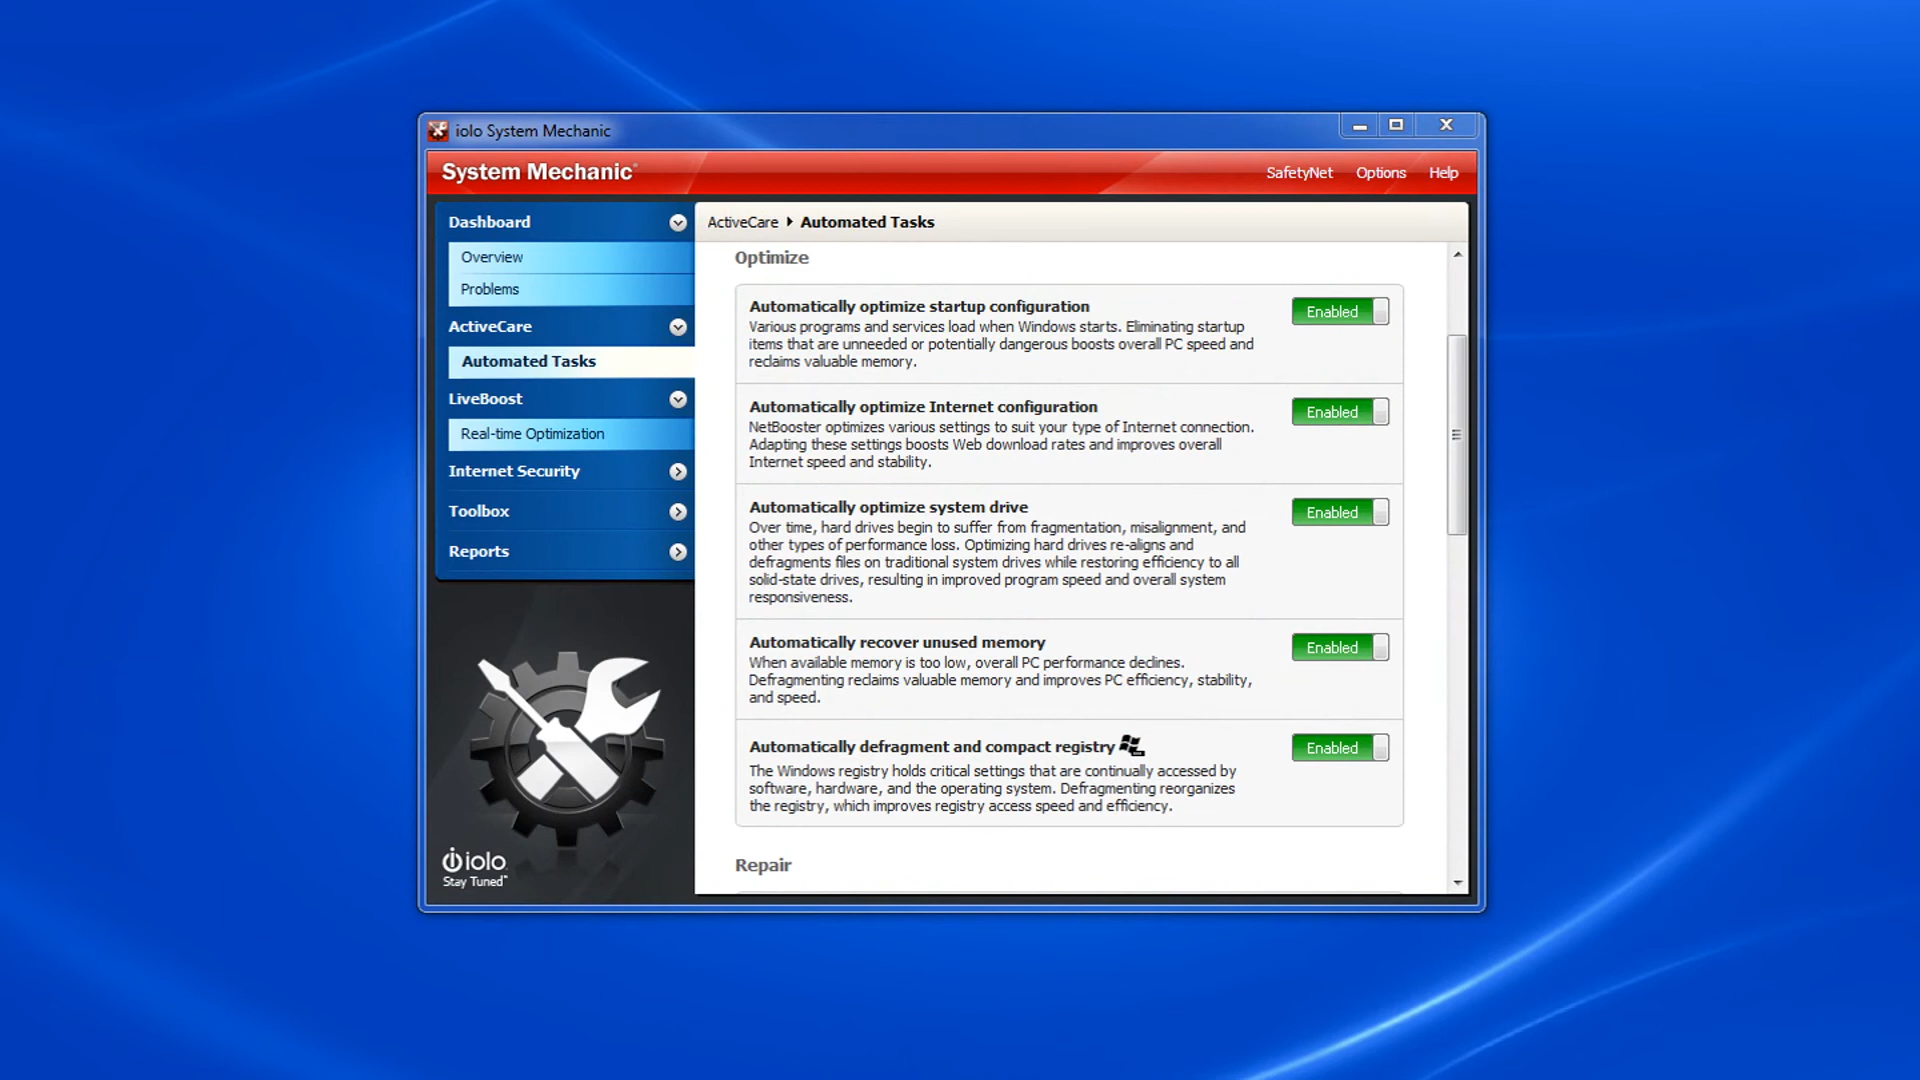 iolo System Mechanic
System Mechanic
SafetyNet Options Help
Dashboard
Overview
Problems
ActiveCare
Automated Tasks
LiveBoost
Real-time Optimization
Internet Security
Toolbox
Reports
iolo
Stay Tuned™
ActiveCare Automated Tasks
Optimize
Automatically optimize startup configuration
Enabled
Various programs and services load when Windows starts. Eliminating startup
items that are unneeded or potentially dangerous boosts overall PC speed and
reclaims valuable memory.
Automatically optimize Internet configuration
Enabled
NetBooster optimizes various settings to suit your type of Internet connection.
Adapting these settings boosts Web download rates and improves overall
Internet speed and stability.
Automatically optimize system drive
Enabled
Over time, hard drives begin to suffer from fragmentation, misalignment, and
other types of performance loss. Optimizing hard drives re-aligns and
defragments files on traditional system drives while restoring efficiency to all
solid-state drives, resulting in improved program speed and overall system
responsiveness.
Automatically recover unused memory
Enabled
When available memory is too low, overall PC performance declines.
Defragmenting reclaims valuable memory and improves PC efficiency, stability,
and speed.
Automatically defragment and compact registry
Enabled
The Windows registry holds critical settings that are continually accessed by
software, hardware, and the operating system. Defragmenting reorganizes
the registry, which improves registry access speed and efficiency.
Repair